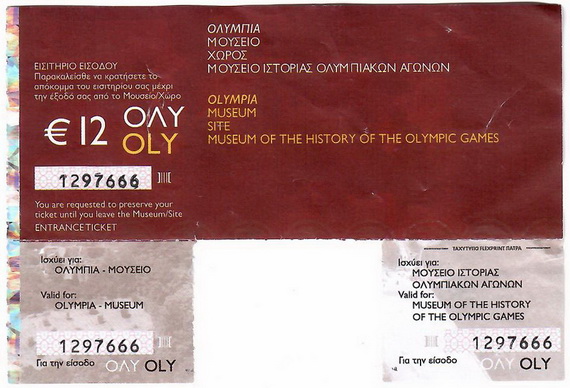 ΟΛΥΜΠΙΑ
ΜΟΥΣΕΙΟ
ΧΩΡΟΣ
ΜΟΥΣΕΙΟ ΙΣΤΟΡΙΑΣ ΟΛΥΜΠΙΑΚΩΝ ΑΓΩΝΩΝ
OLYMPIA
MUSEUM
SITE
MUSEUM OF THE HISTORY OF THE OLYMPIC GAMES
ΕΙΣΙΤΗΡΙΟ ΕΙΣΟΔΟΥ
Παρακαλείσθε να κρατήσετε το
απόκομμα του εισιτηρίου σας μέχρι
την έξοδό σας από το Μουσείο/Χώρο
€ 12 ΟΛΥ
OLY
1297666
You are requested to preserve your
ticket until you leave the Museum/Site
ENTRANCE TICKET
Ισχύει για:
ΟΛΥΜΠΙΑ - ΜΟΥΣΕΙΟ
Valid for:
OLYMPIA - MUSEUM
1297666
Για την είσοδο ΟΛΥ OLY
ΤΑΧΥΤΥΠΟ FLEXPRINT ΠΑΤΡΑ
Ισχύει για:
ΜΟΥΣΕΙΟ ΙΣΤΟΡΙΑΣ
ΟΛΥΜΠΙΑΚΩΝ ΑΓΩΝΩΝ
Valid for:
MUSEUM OF THE HISTORY
OF THE OLYMPIC GAMES
1297666
Για την είσοδο ΟΛΥ OLY